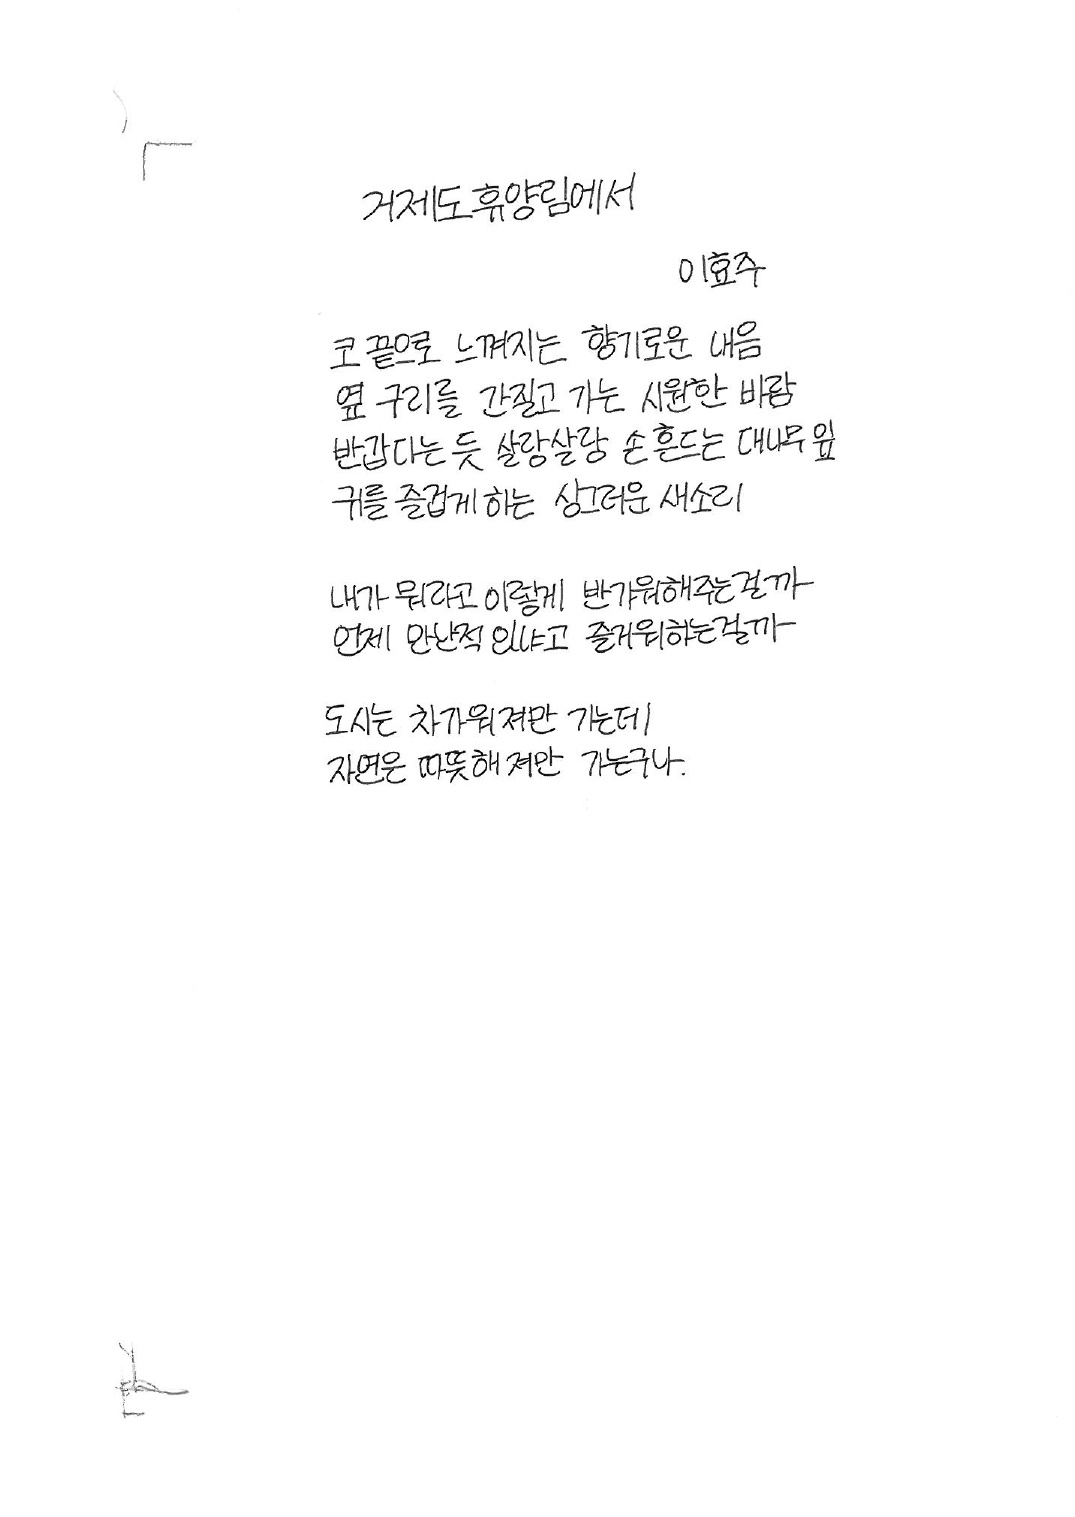 거제도 휴양림에서
이효주
코 끝으로 느껴지는 향기로운 내음
옆 구리를 간질고 가는 시원한 바람
반갑다는 듯 살랑살랑 손 흔드는 대나무 잎
귀를 즐겁게 하는 싱그러운 새소리
내가 뭐라고 이렇게 반가워해주는걸까
언제 만난적 있냐고 즐거워하는걸까
도시는 차가워져만 가는데
자연은 따뜻해져만 가는구나.